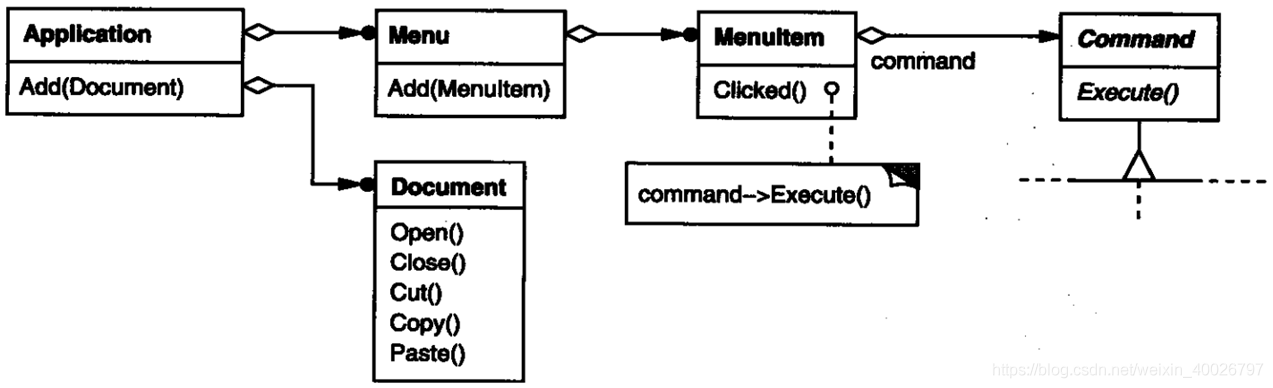 Application
Add(Document)
Menu
Add(MenuItem)
MenuItem
Clicked()
command
Command
Execute()
command->Execute()
Document
Open()
Close()
Cut()
Copy()
Paste()
https://blog.csdn.net/weixin_40026797